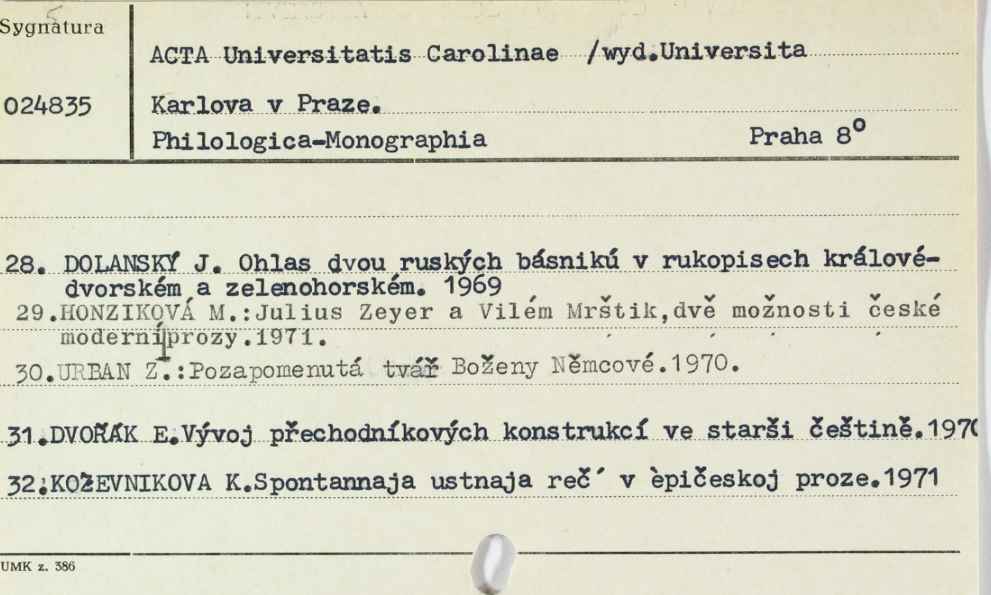 Sygnatura
ACTA Universitatis Carolinae /wyd.Universita
024835
Karlova v Praze.
Philologica-Monographia Praha 8°
28. DOLANSKÝ J. Ohlas dvou ruských básniků v rukopisech králové-
dvorském a zelenohorském. 1969
29.HONZIKOVÁ M.:Julius Zeyer a Vilém Mrštik,dvě možnosti české
moderní prozy.1971.
30.URBAN Z.:Pozapomenutá tvář Boženy Němcové.1970.
31.DVOŘÁK E.Vývoj přechodníkových konstrukcí ve starši češtině.1970
32.KOŽEVNIKOVA K.Spontannaja ustnaja reč´ v èpičeskoj proze.1971
UMK z. 386